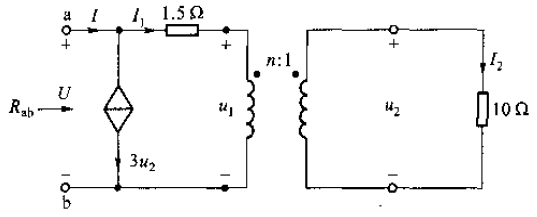 a I I₁ 1.5 Ω
+ + n:1 +
I₂
Rab U u₁ u₂ 10 Ω
3u₂
− − −
b